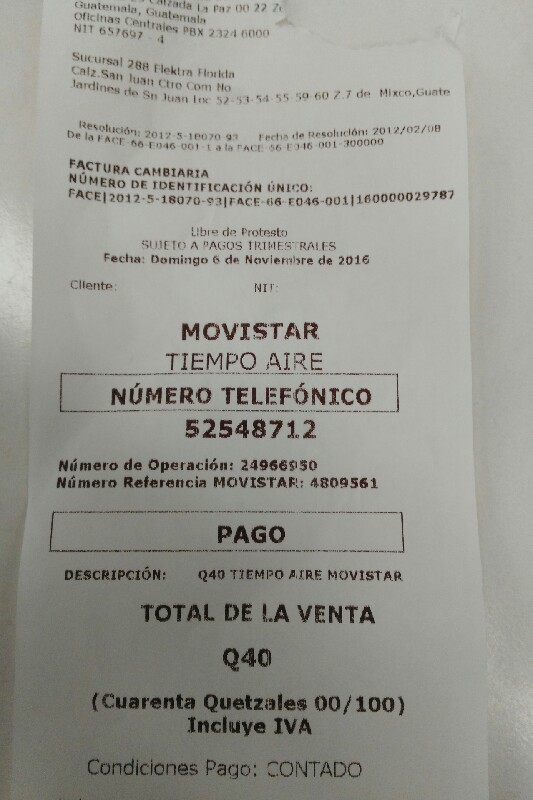 Calzada La Paz 00 22
Guatemala, Guatemala
Oficinas Centrales PBX 2324 6000
NIT 657697 - 4
Sucursal 288 Elektra Florida
Calz.San Juan Ctro Com No
Jardines de Sn Juan Loc 52-53-54-55-59-60 Z.7 de Mixco,Guate
Resolución: 2012-5-18070-93 Fecha de Resolución: 2012/02/08
De la FACE-66-E046-001-1 a la FACE-66-E046-001-300000
FACTURA CAMBIARIA
NÚMERO DE IDENTIFICACIÓN ÚNICO:
FACE|2012-5-18070-93|FACE-66-E046-001|160000029787
Libre de Protesto
SUJETO A PAGOS TRIMESTRALES
Fecha: Domingo 6 de Noviembre de 2016
Cliente: NIT:
MOVISTAR
TIEMPO AIRE
NÚMERO TELEFÓNICO
52548712
Número de Operación: 24966950
Número Referencia MOVISTAR: 4809561
PAGO
DESCRIPCIÓN: Q40 TIEMPO AIRE MOVISTAR
TOTAL DE LA VENTA
Q40
(Cuarenta Quetzales 00/100)
Incluye IVA
Condiciones Pago: CONTADO